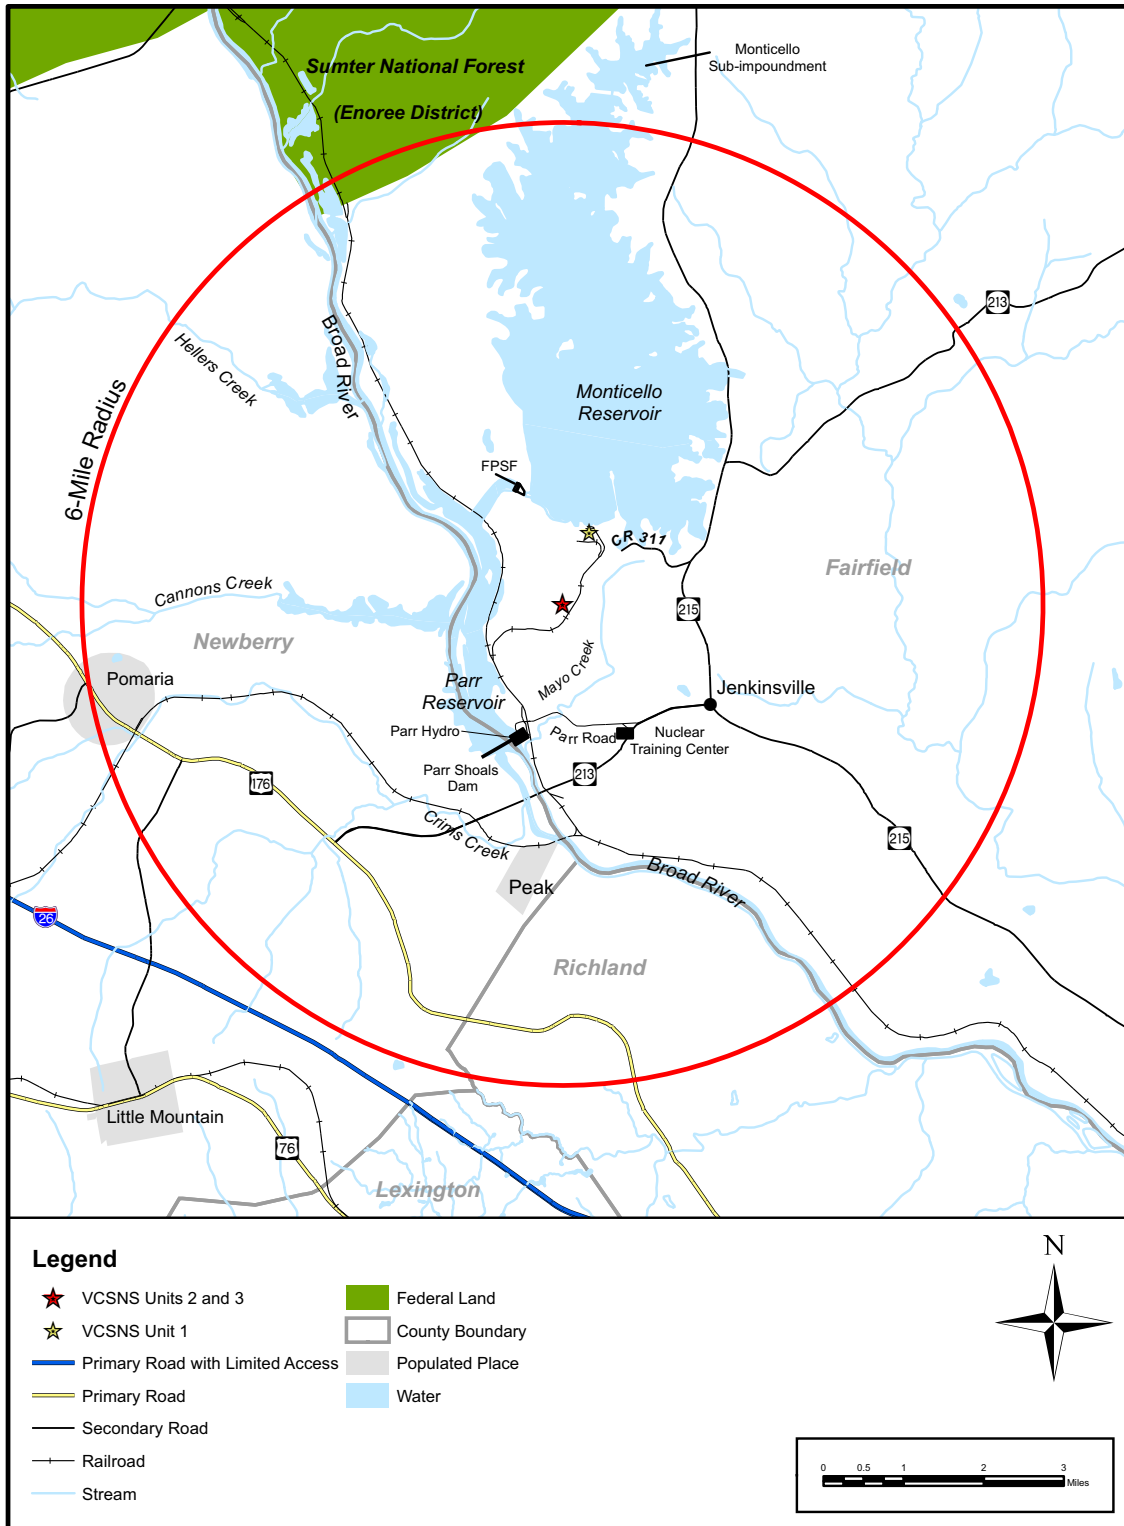 Sumter National Forest
(Enoree District)
Monticello
Sub-impoundment
213
Broad River
Hellers Creek
Monticello
Reservoir
6-Mile Radius
FPSF
CR 311
Fairfield
Cannons Creek
Newberry
215
Pomaria
Parr
Reservoir
Mayo Creek
Jenkinsville
Parr Hydro
Parr Road
Nuclear
Training Center
Parr Shoals
Dam
213
176
Crims Creek
215
Peak
Broad River
26
Richland
Little Mountain
76
Lexington
Legend
VCSNS Units 2 and 3
VCSNS Unit 1
Primary Road with Limited Access
Primary Road
Secondary Road
Railroad
Stream
Federal Land
County Boundary
Populated Place
Water
N
0 0.5 1 2 3
Miles